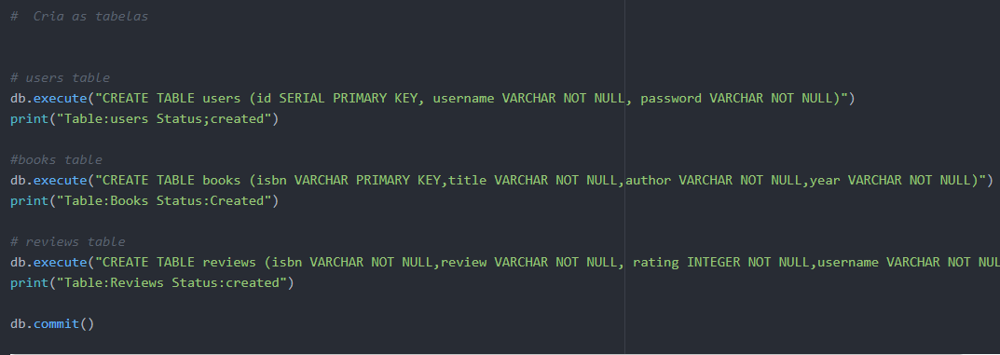 #  Cria as tabelas
# users table
db.execute("CREATE TABLE users (id SERIAL PRIMARY KEY, username VARCHAR NOT NULL, password VARCHAR NOT NULL)")
print("Table:users Status;created")
#books table
db.execute("CREATE TABLE books (isbn VARCHAR PRIMARY KEY,title VARCHAR NOT NULL,author VARCHAR NOT NULL,year VARCHAR NOT NULL)")
print("Table:Books Status:Created")
# reviews table
db.execute("CREATE TABLE reviews (isbn VARCHAR NOT NULL,review VARCHAR NOT NULL, rating INTEGER NOT NULL,username VARCHAR NOT NUL
print("Table:Reviews Status:created")
db.commit()